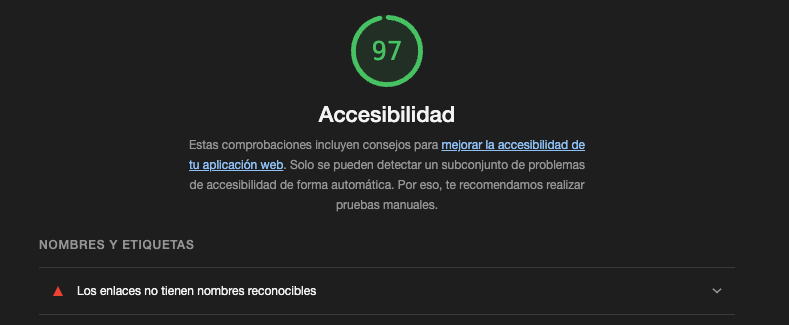 97
Accesibilidad
Estas comprobaciones incluyen consejos para mejorar la accesibilidad de
tu aplicación web. Solo se pueden detectar un subconjunto de problemas
de accesibilidad de forma automática. Por eso, te recomendamos realizar
pruebas manuales.
NOMBRES Y ETIQUETAS
Los enlaces no tienen nombres reconocibles